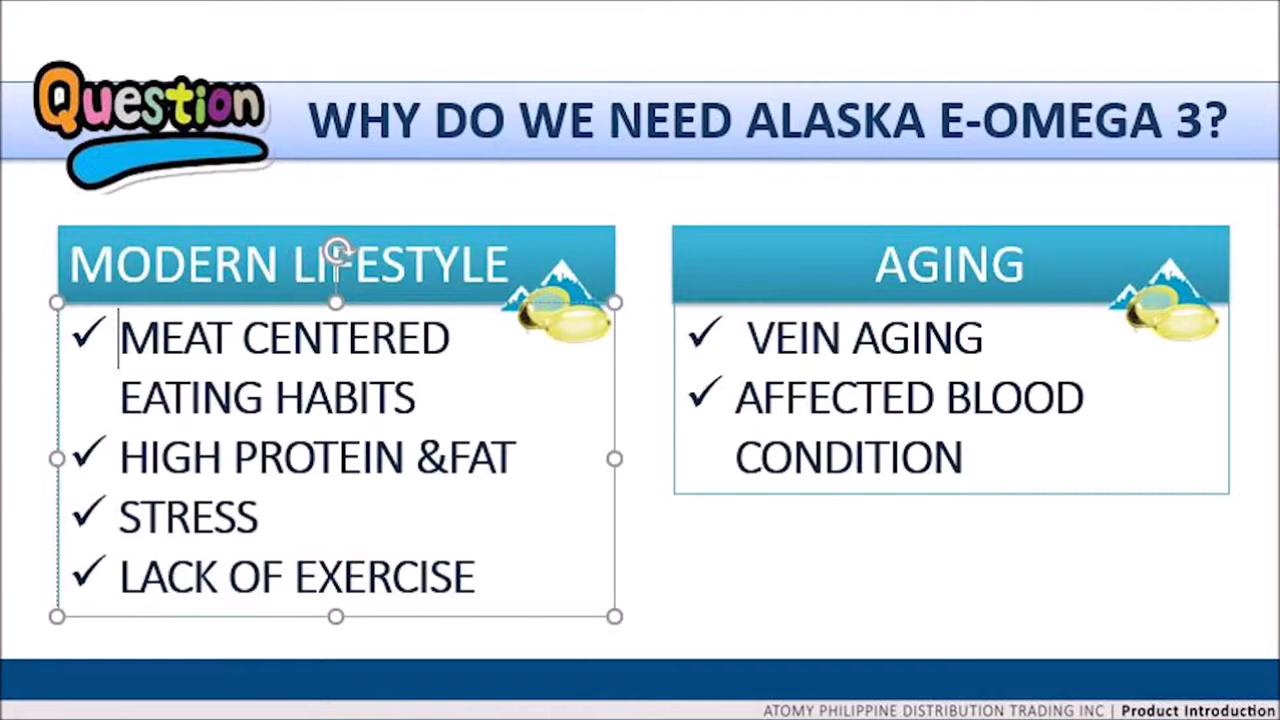 Question
WHY DO WE NEED ALASKA E-OMEGA 3?
MODERN LIFESTYLE
✓ MEAT CENTERED
EATING HABITS
✓ HIGH PROTEIN &FAT
✓ STRESS
✓ LACK OF EXERCISE
AGING
✓ VEIN AGING
✓ AFFECTED BLOOD
CONDITION
ATOMY PHILIPPINE DISTRIBUTION TRADING INC | Product Introduction